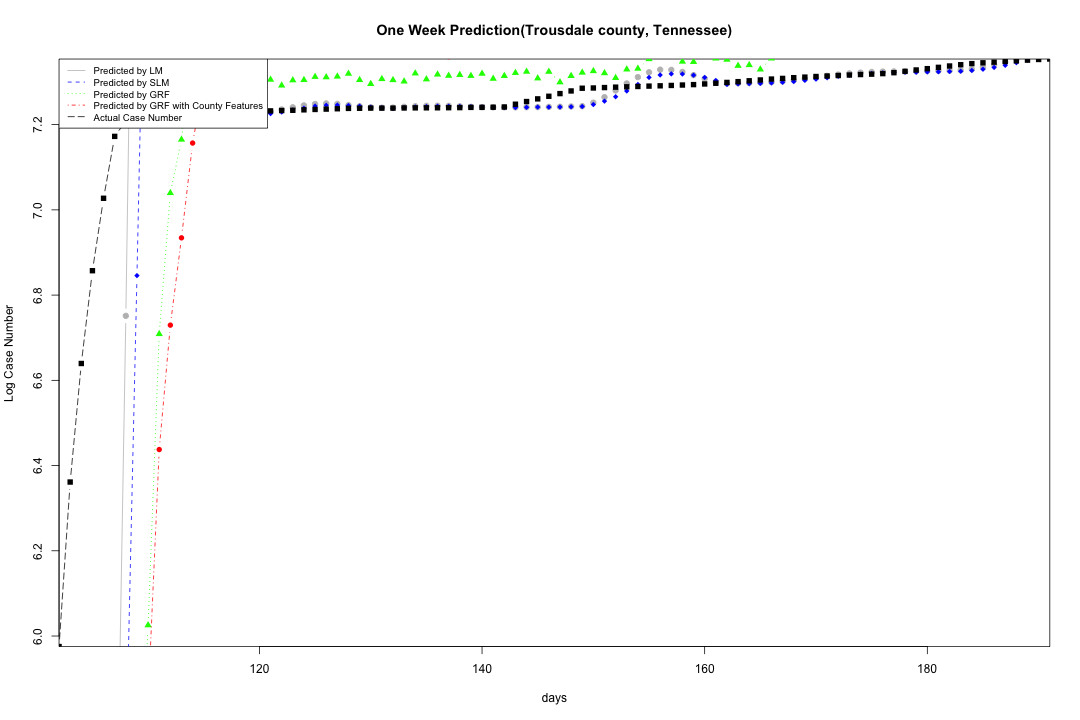 One Week Prediction(Trousdale county, Tennessee)
Predicted by LM
Predicted by SLM
Predicted by GRF
Predicted by GRF with County Features
Actual Case Number
7.2
7.0
6.8
6.6
6.4
6.2
6.0
Log Case Number
120 140 160 180
days